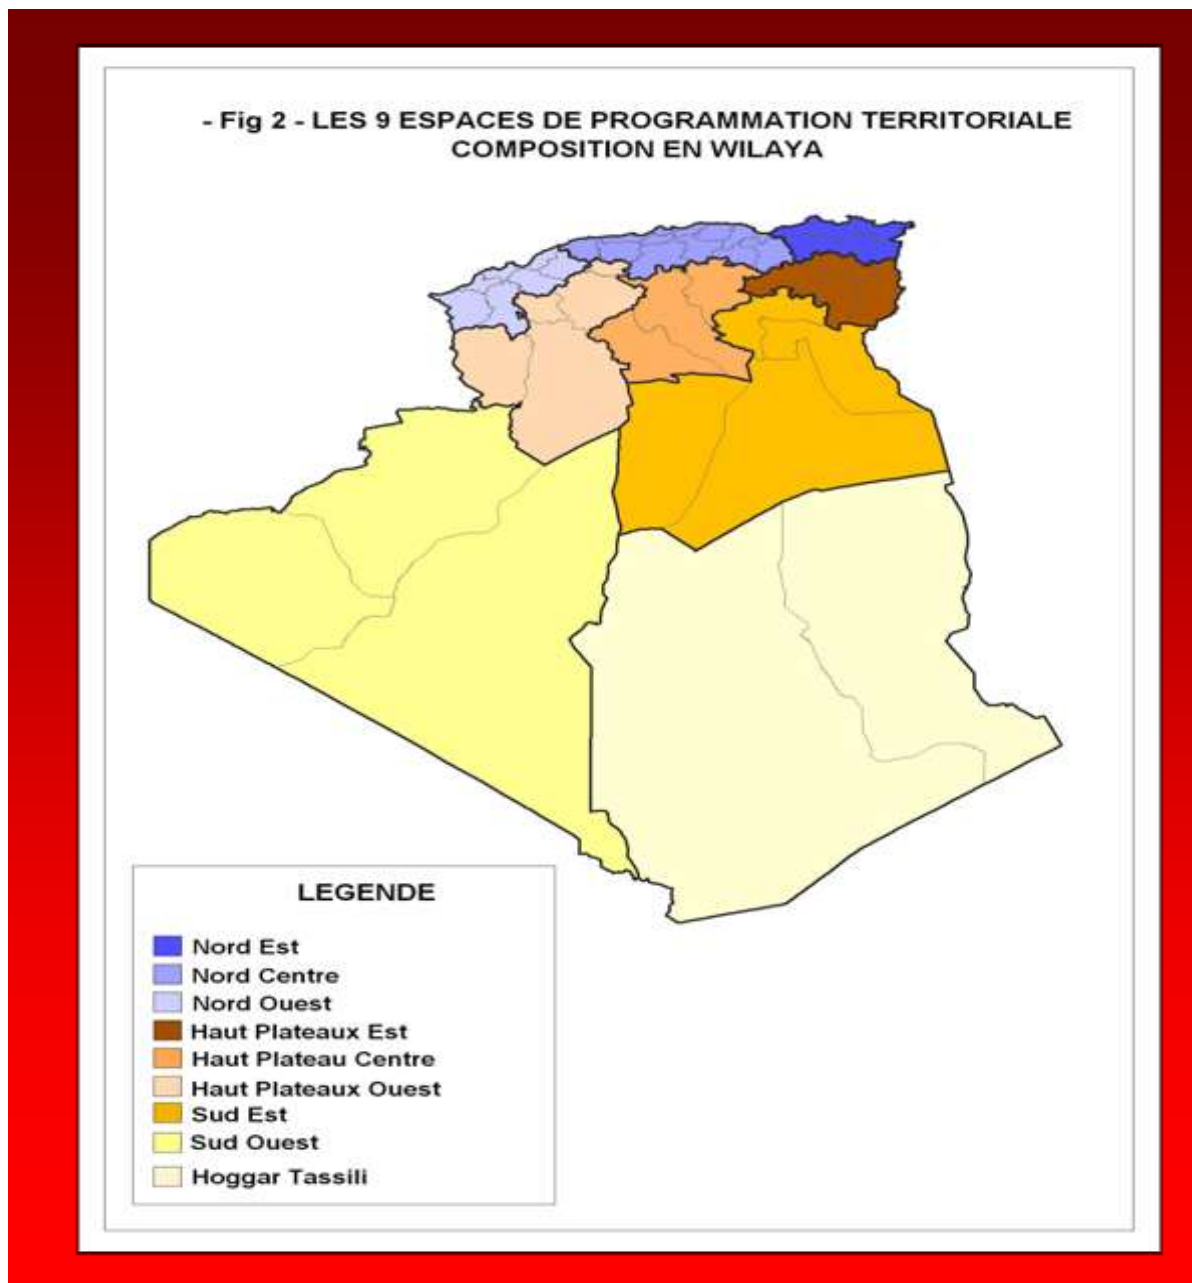 - Fig 2 - LES 9 ESPACES DE PROGRAMMATION TERRITORIALE
COMPOSITION EN WILAYA
LEGENDE
Nord Est
Nord Centre
Nord Ouest
Haut Plateaux Est
Haut Plateau Centre
Haut Plateaux Ouest
Sud Est
Sud Ouest
Hoggar Tassili